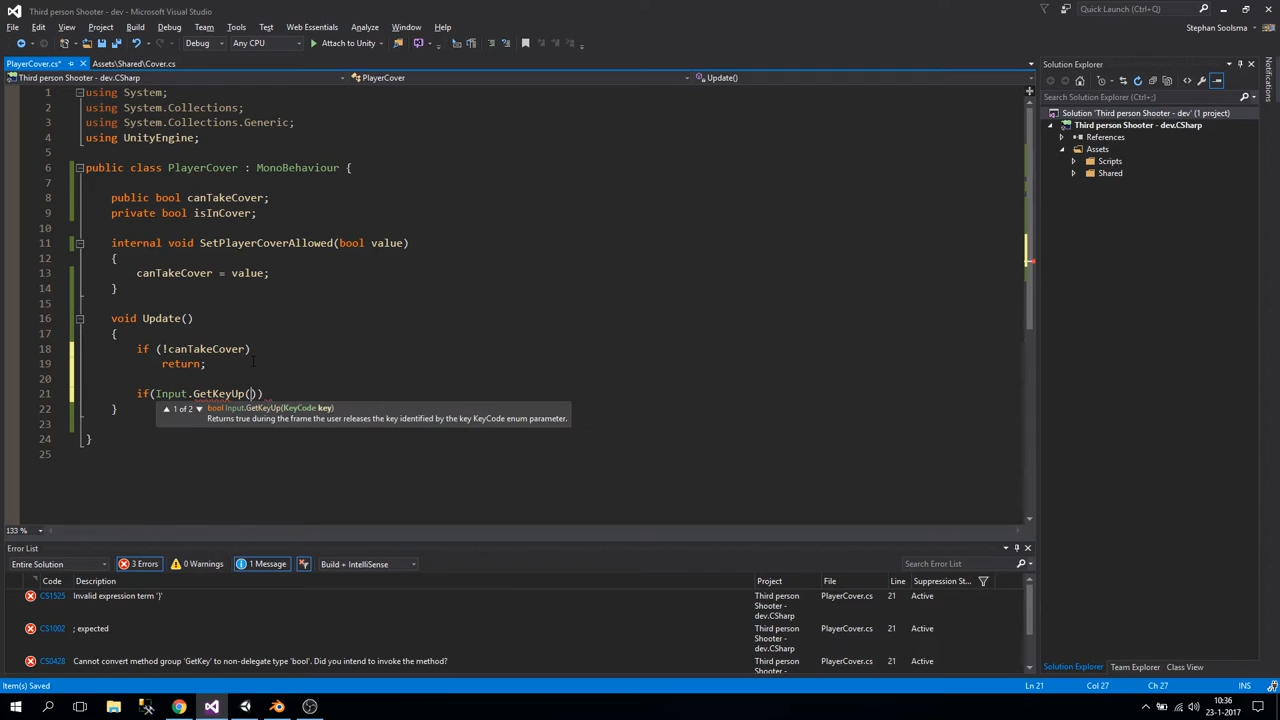 Third person Shooter - dev - Microsoft Visual Studio
Quick Launch (Ctrl+Q)
File Edit View Project Build Debug Team Tools Test Web Essentials Analyze Window Help
Stephan Soolsma
Debug Any CPU Attach to Unity
PlayerCover.cs* Assets\Shared\Cover.cs
Third person Shooter - dev.CSharp PlayerCover Update()
1 using System;
2 using System.Collections;
3 using System.Collections.Generic;
4 using UnityEngine;
5
6 public class PlayerCover : MonoBehaviour {
7
8 public bool canTakeCover;
9 private bool isInCover;
10
11 internal void SetPlayerCoverAllowed(bool value)
12 {
13 canTakeCover = value;
14 }
15
16 void Update()
17 {
18 if (!canTakeCover)
19 return;
20
21 if(Input.GetKeyUp())
1 of 2 bool Input.GetKeyUp(KeyCode key)
Returns true during the frame the user releases the key identified by the key KeyCode enum parameter.
22 }
23
24 }
25
133 %
Solution Explorer
Search Solution Explorer (Ctrl+;)
Solution 'Third person Shooter - dev' (1 project)
Third person Shooter - dev.CSharp
References
Assets
Scripts
Shared
Notifications
Error List
Entire Solution 3 Errors 0 Warnings 1 Message Build + IntelliSense Search Error List
Code Description Project File Line Suppression St...
CS1525 Invalid expression term '}' Third person Shooter - dev.CSharp PlayerCover.cs 21 Active
CS1002 ; expected Third person Shooter - dev.CSharp PlayerCover.cs 21 Active
CS0428 Cannot convert method group 'GetKey' to non-delegate type 'bool'. Did you intend to invoke the method? Third person Shooter - PlayerCover.cs 21 Active
Solution Explorer Team Explorer Class View
Item(s) Saved Ln 21 Col 27 Ch 27 INS
10:36
23-1-2017